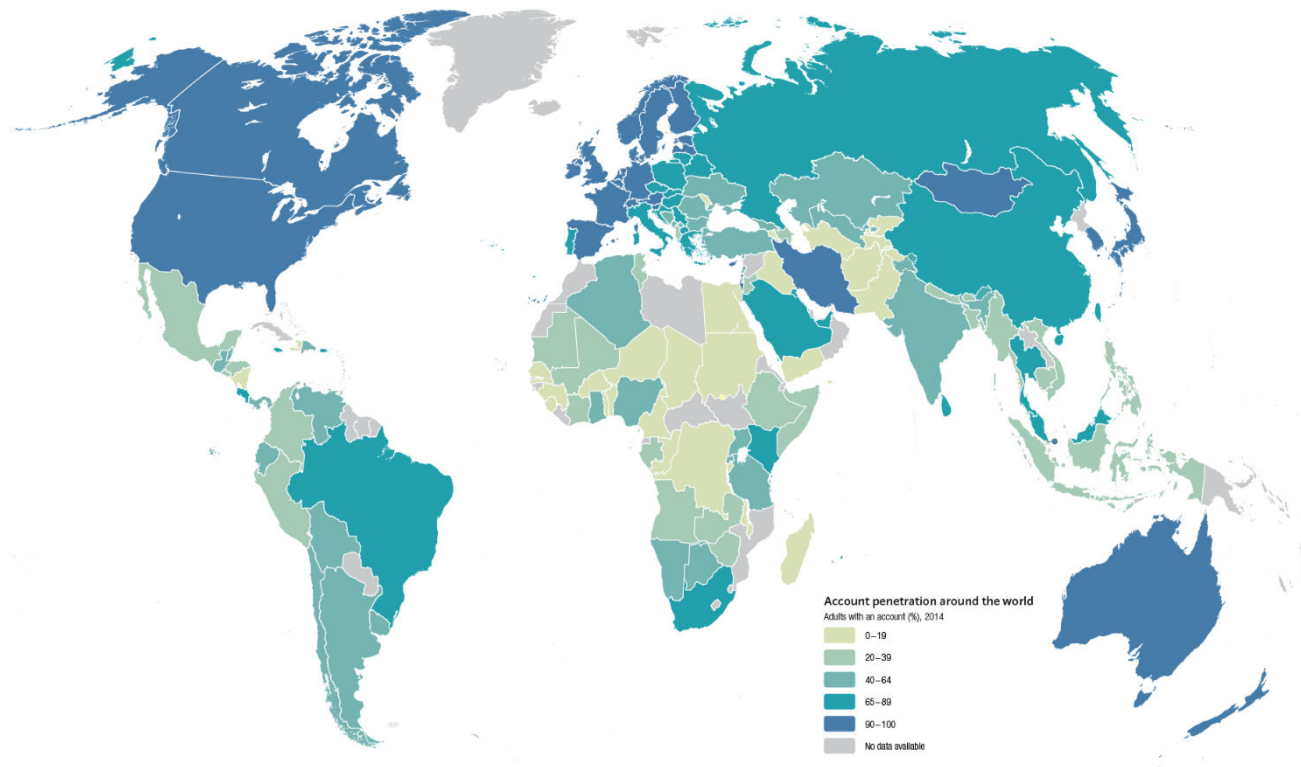 Account penetration around the world
Adults with an account (%), 2014
0–19
20–39
40–64
65–89
90–100
No data available